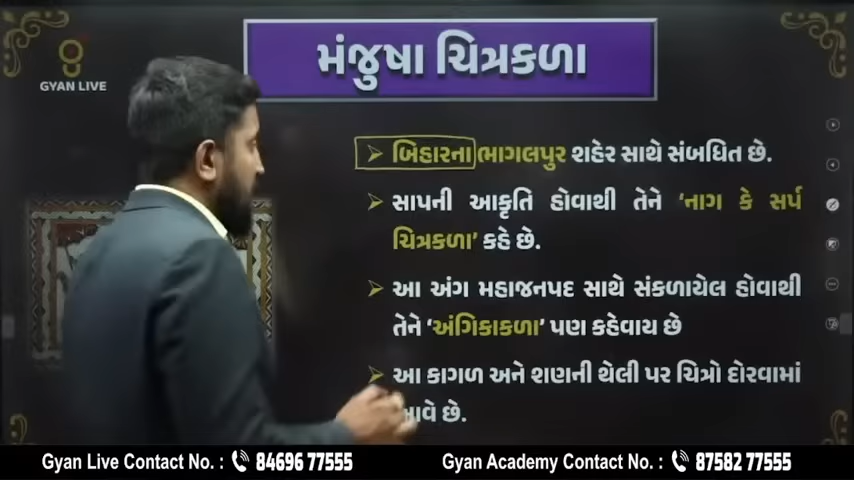 GYAN LIVE
મંજુષા ચિત્રકળા
➤ બિહારના ભાગલપુર શહેર સાથે સંબધિત છે.
➤ સાપની આકૃતિ હોવાથી તેને ‘નાગ કે સર્પ
ચિત્રકળા’ કહે છે.
➤ આ અંગ મહાજનપદ સાથે સંકળાયેલ હોવાથી
તેને ‘અંગિકાકળા’ પણ કહેવાય છે
➤ આ કાગળ અને શણની થેલી પર ચિત્રો દોરવામાં
છે.
Gyan Live Contact No. : 84696 77555
Gyan Academy Contact No. : 87582 77555